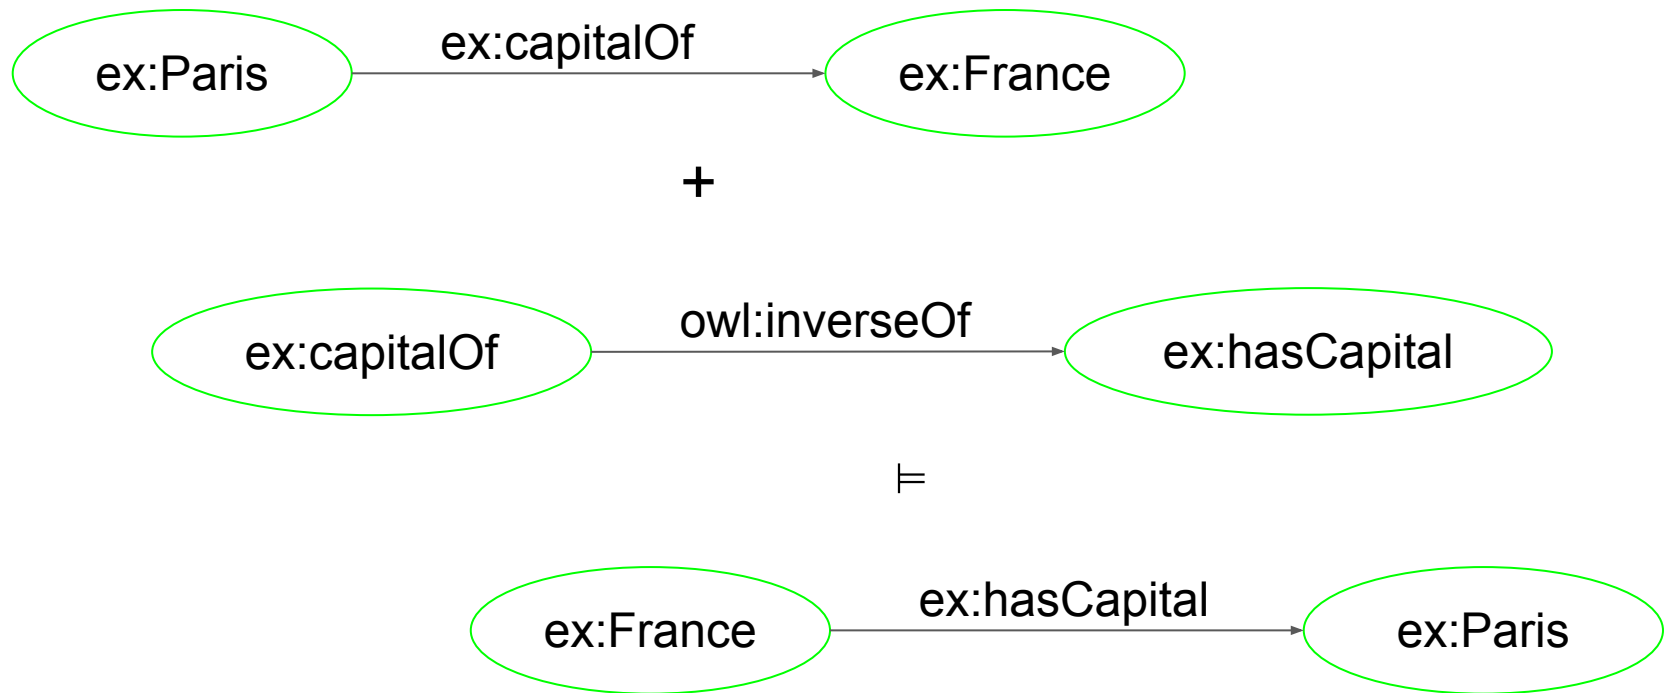 ex:Paris ex:capitalOf ex:France
+
ex:capitalOf owl:inverseOf ex:hasCapital
⊨
ex:France ex:hasCapital ex:Paris